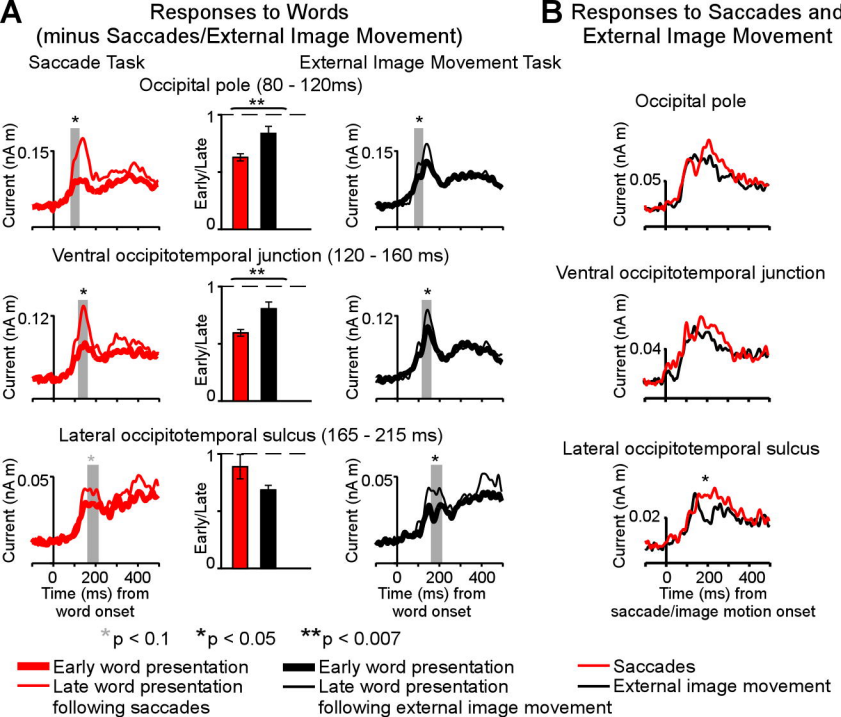 A
Responses to Words
(minus Saccades/External Image Movement)
Saccade Task
External Image Movement Task
Occipital pole (80 - 120ms)
*
**
*
0.15
Current (nA m)
1
0
Early/Late
0.15
Current (nA m)
Ventral occipitotemporal junction (120 - 160 ms)
*
**
*
0.12
Current (nA m)
1
0
Early/Late
0.12
Current (nA m)
Lateral occipitotemporal sulcus (165 - 215 ms)
*
*
0.05
Current (nA m)
1
0
Early/Late
0.05
Current (nA m)
0 200 400
Time (ms) from
word onset
0 200 400
Time (ms) from
word onset
*p < 0.1 *p < 0.05 **p < 0.007
Early word presentation
Late word presentation
following saccades
Early word presentation
Late word presentation
following external image movement
B
Responses to Saccades and
External Image Movement
Occipital pole
0.05
Current (nA m)
Ventral occipitotemporal junction
0.04
Current (nA m)
Lateral occipitotemporal sulcus
*
0.02
Current (nA m)
0 200 400
Time (ms) from
saccade/image motion onset
Saccades
External image movement